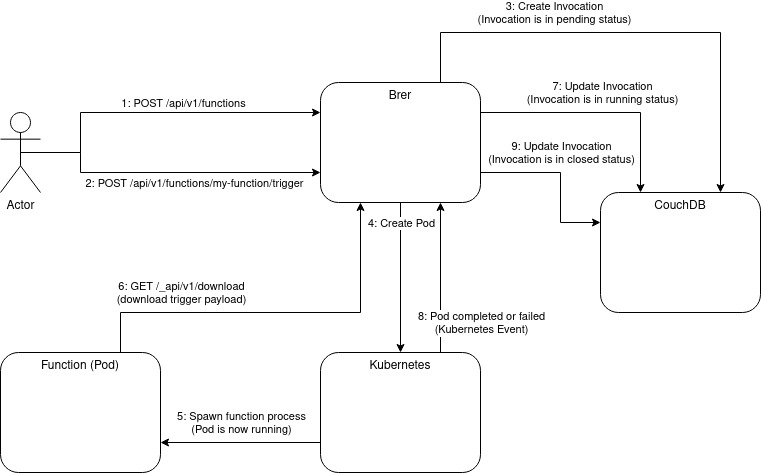 3: Create Invocation
(Invocation is in pending status)
7: Update Invocation
(Invocation is in running status)
Brer
1: POST /api/v1/functions
9: Update Invocation
(Invocation is in closed status)
2: POST /api/v1/functions/my-function/trigger
Actor
CouchDB
4: Create Pod
6: GET /_api/v1/download
(download trigger payload)
8: Pod completed or failed
(Kubernetes Event)
Function (Pod)
Kubernetes
5: Spawn function process
(Pod is now running)